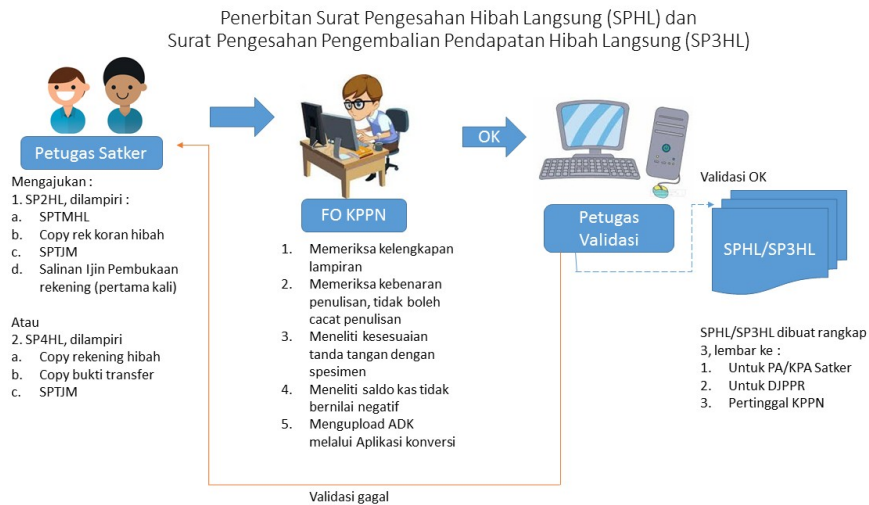 Penerbitan Surat Pengesahan Hibah Langsung (SPHL) dan
Surat Pengesahan Pengembalian Pendapatan Hibah Langsung (SP3HL)
Petugas Satker
Mengajukan :
1. SP2HL, dilampiri :
a. SPTMHL
b. Copy rek koran hibah
c. SPTJM
d. Salinan Ijin Pembukaan
rekening (pertama kali)
Atau
2. SP4HL, dilampiri
a. Copy rekening hibah
b. Copy bukti transfer
c. SPTJM
FO KPPN
1. Memeriksa kelengkapan
lampiran
2. Memeriksa kebenaran
penulisan, tidak boleh
cacat penulisan
3. Meneliti kesesuaian
tanda tangan dengan
spesimen
4. Meneliti saldo kas tidak
bernilai negatif
5. Mengupload ADK
melalui Aplikasi konversi
OK
Petugas
Validasi
Validasi OK
SPHL/SP3HL
SPHL/SP3HL dibuat rangkap
3, lembar ke :
1. Untuk PA/KPA Satker
2. Untuk DJPPR
3. Pertinggal KPPN
Validasi gagal